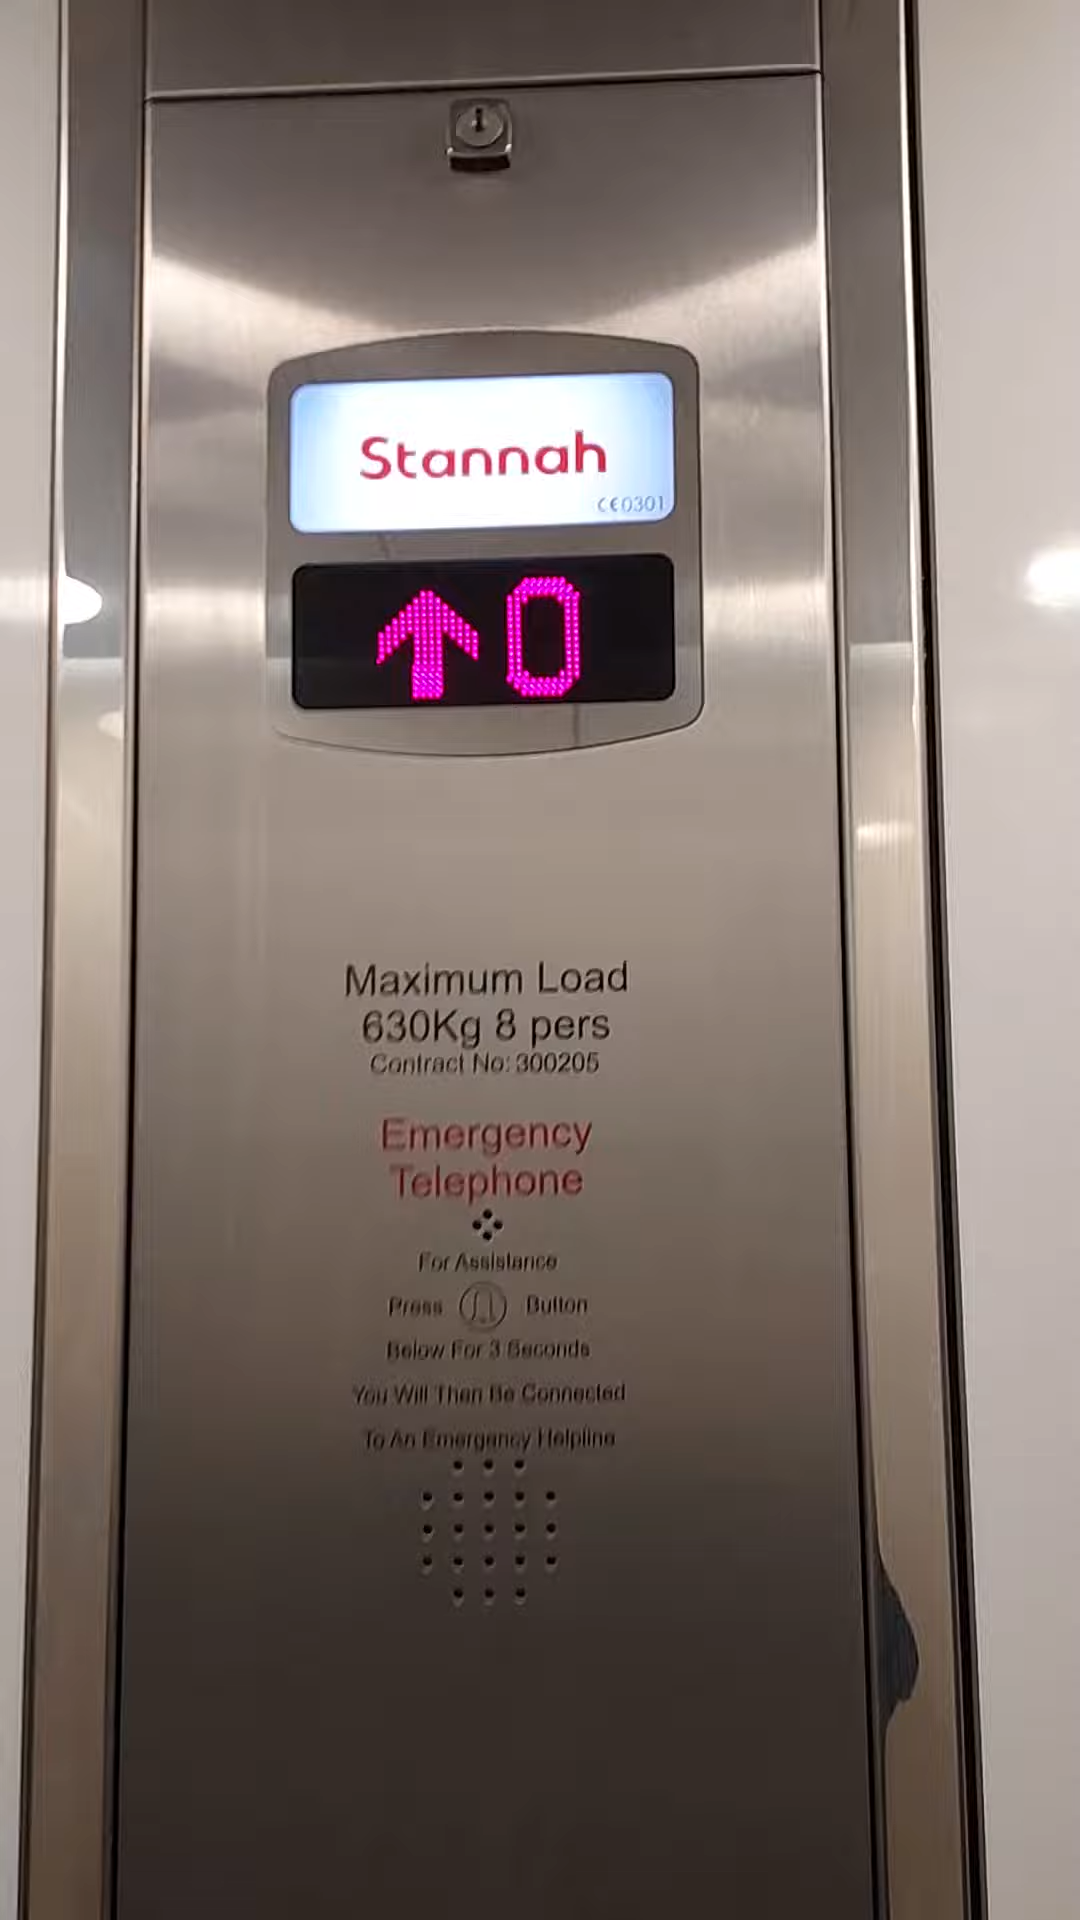 Stannah
CE0301
↑0
Maximum Load
630Kg 8 pers
Contract No: 300205
Emergency
Telephone
For Assistance
Press Button
Below For 3 Seconds
You Will Then Be Connected
To An Emergency Helpline